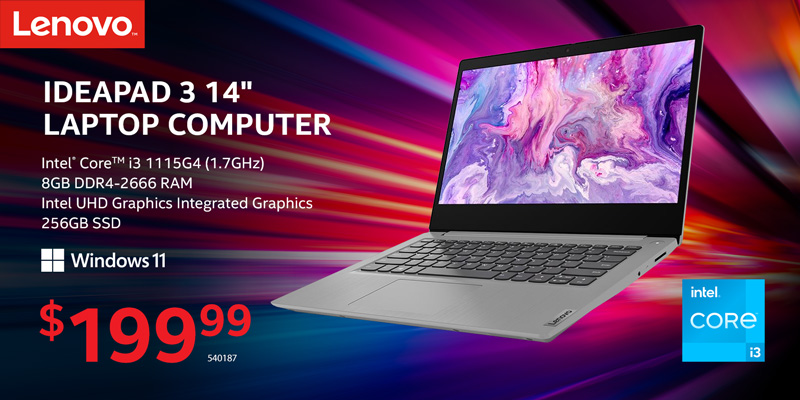 Lenovo™
IDEAPAD 3 14"
LAPTOP COMPUTER
Intel® Core™ i3 1115G4 (1.7GHz)
8GB DDR4-2666 RAM
Intel UHD Graphics Integrated Graphics
256GB SSD
Windows 11
$199 99
540187
Lenovo
intel.
CORE
i3